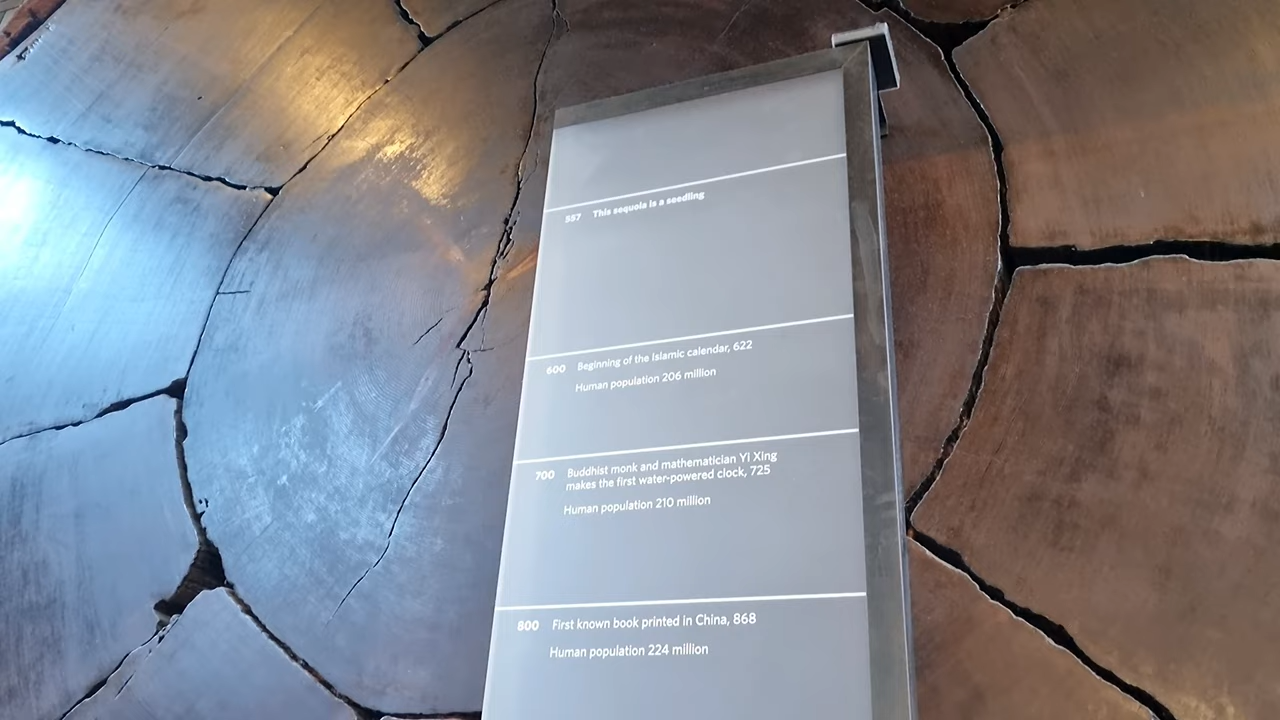 557 This sequoia is a seedling
600 Beginning of the Islamic calendar, 622
Human population 206 million
700 Buddhist monk and mathematician Yi Xing
makes the first water-powered clock, 725
Human population 210 million
800 First known book printed in China, 868
Human population 224 million